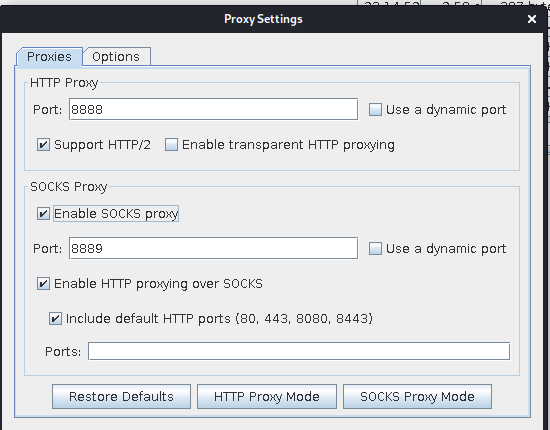 Proxy Settings
Proxies Options
HTTP Proxy
Port: 8888 Use a dynamic port
Support HTTP/2 Enable transparent HTTP proxying
SOCKS Proxy
Enable SOCKS proxy
Port: 8889 Use a dynamic port
Enable HTTP proxying over SOCKS
Include default HTTP ports (80, 443, 8080, 8443)
Ports:
Restore Defaults HTTP Proxy Mode SOCKS Proxy Mode